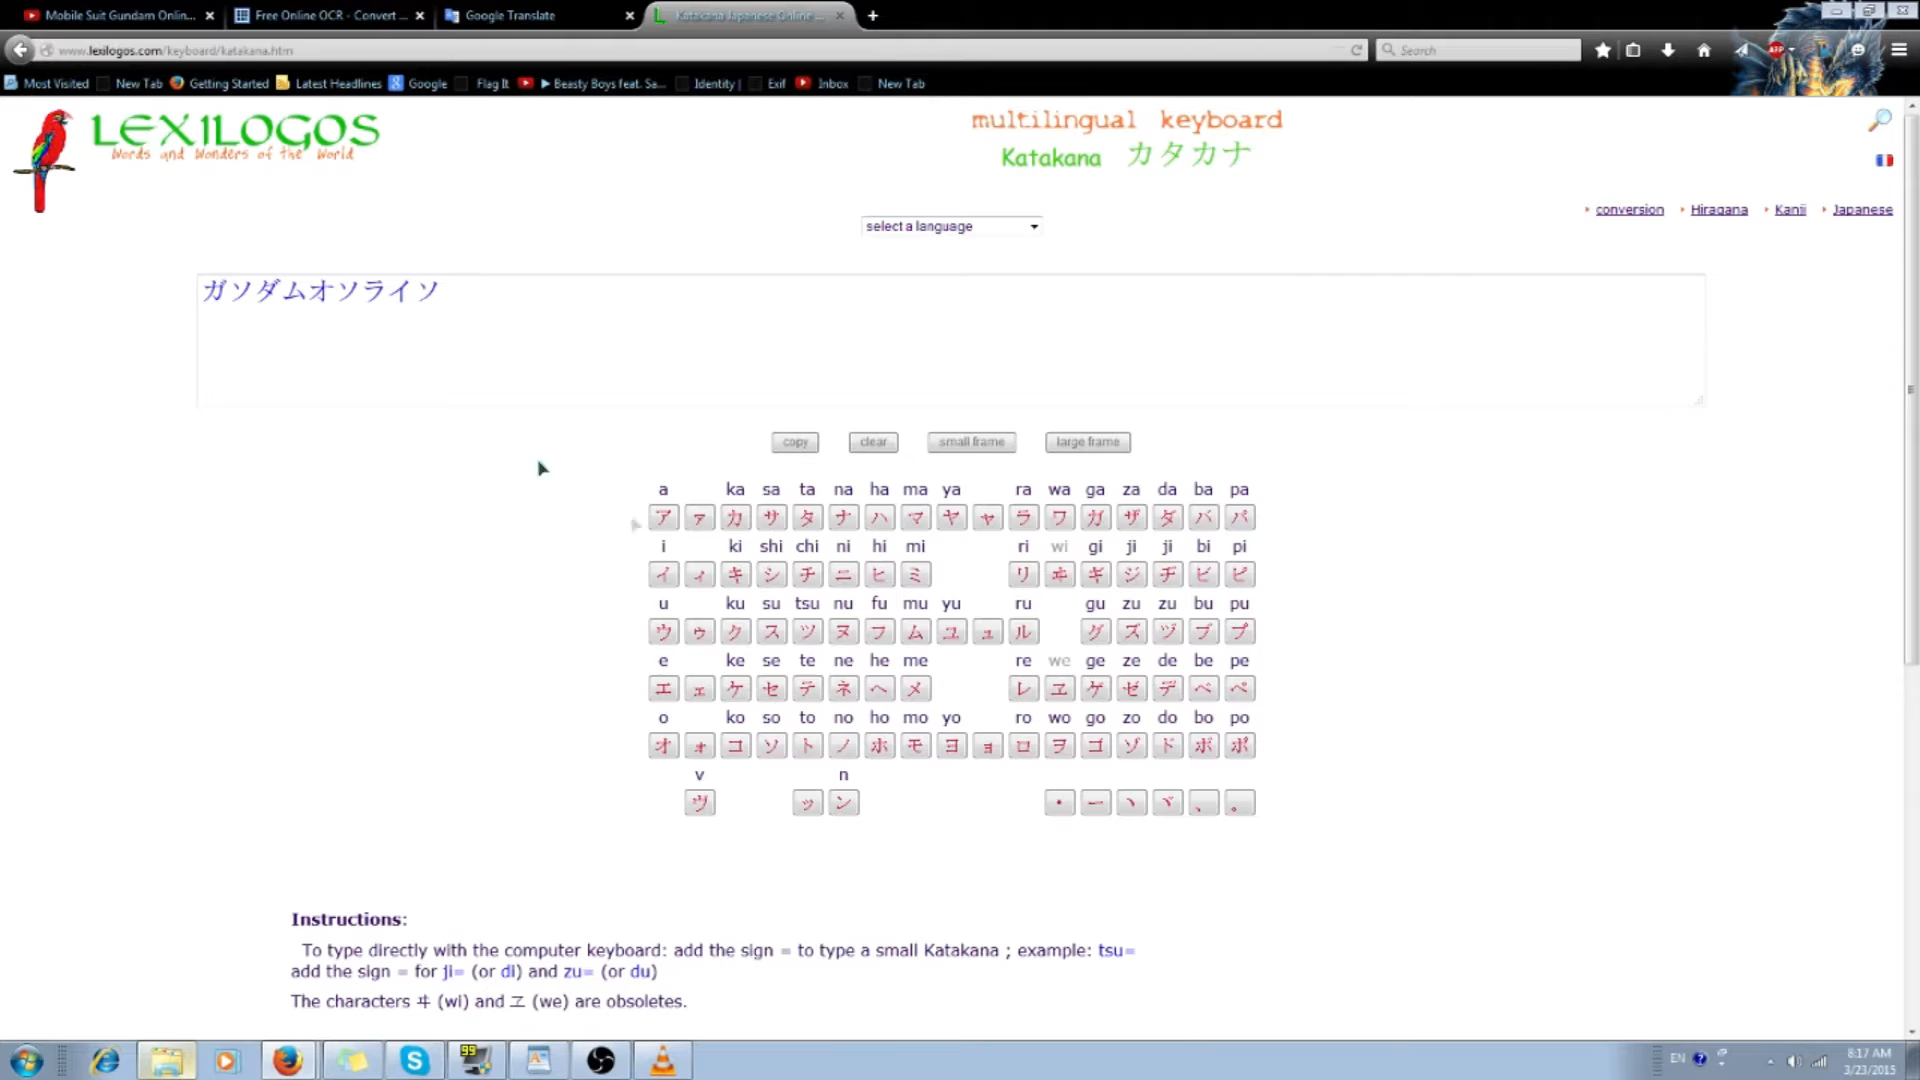 Mobile Suit Gundam Onlin...
Free Online OCR - Convert ...
Google Translate
Katakana Japanese Online ...
www.lexilogos.com/keyboard/katakana.htm
Search
ABP
Most Visited New Tab Getting Started Latest Headlines Google Flag It ▶ Beasty Boys feat. Sa... Identity | Exif Inbox New Tab
LEXILOGOS
Words and Wonders of the World
multilingual keyboard
Katakana カタカナ
conversion Hiragana Kanji Japanese
select a language
ガソダムオソライソ
copy clear small frame large frame
a ka sa ta na ha ma ya ra wa ga za da ba pa
ア ァ カ サ タ ナ ハ マ ヤ ャ ラ ワ ガ ザ ダ バ パ
i ki shi chi ni hi mi ri wi gi ji ji bi pi
イ ィ キ シ チ ニ ヒ ミ リ ヰ ギ ジ ヂ ビ ピ
u ku su tsu nu fu mu yu ru gu zu zu bu pu
ウ ゥ ク ス ツ ヌ フ ム ユ ュ ル グ ズ ヅ ブ プ
e ke se te ne he me re we ge ze de be pe
エ ェ ケ セ テ ネ ヘ メ レ ヱ ゲ ゼ デ ベ ペ
o ko so to no ho mo yo ro wo go zo do bo po
オ ォ コ ソ ト ノ ホ モ ヨ ョ ロ ヲ ゴ ゾ ド ボ ポ
v n
ヴ ッ ン ・ ー ヽ ヾ 、 。
Instructions:
To type directly with the computer keyboard: add the sign = to type a small Katakana ; example: tsu=
add the sign = for ji= (or di) and zu= (or du)
The characters ヰ (wi) and ヱ (we) are obsoletes.
99
EN
8:17 AM
3/23/2015